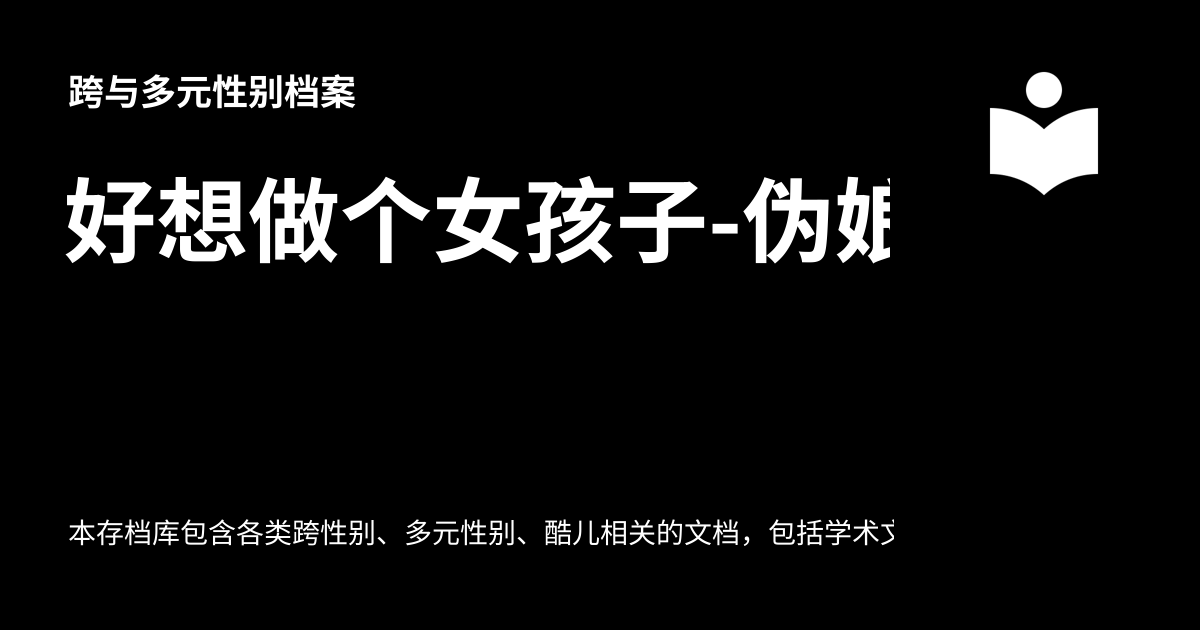 跨与多元性别档案
好想做个女孩子-伪
本存档库包含各类跨性别、多元性别、酷儿相关的文档，包括学术